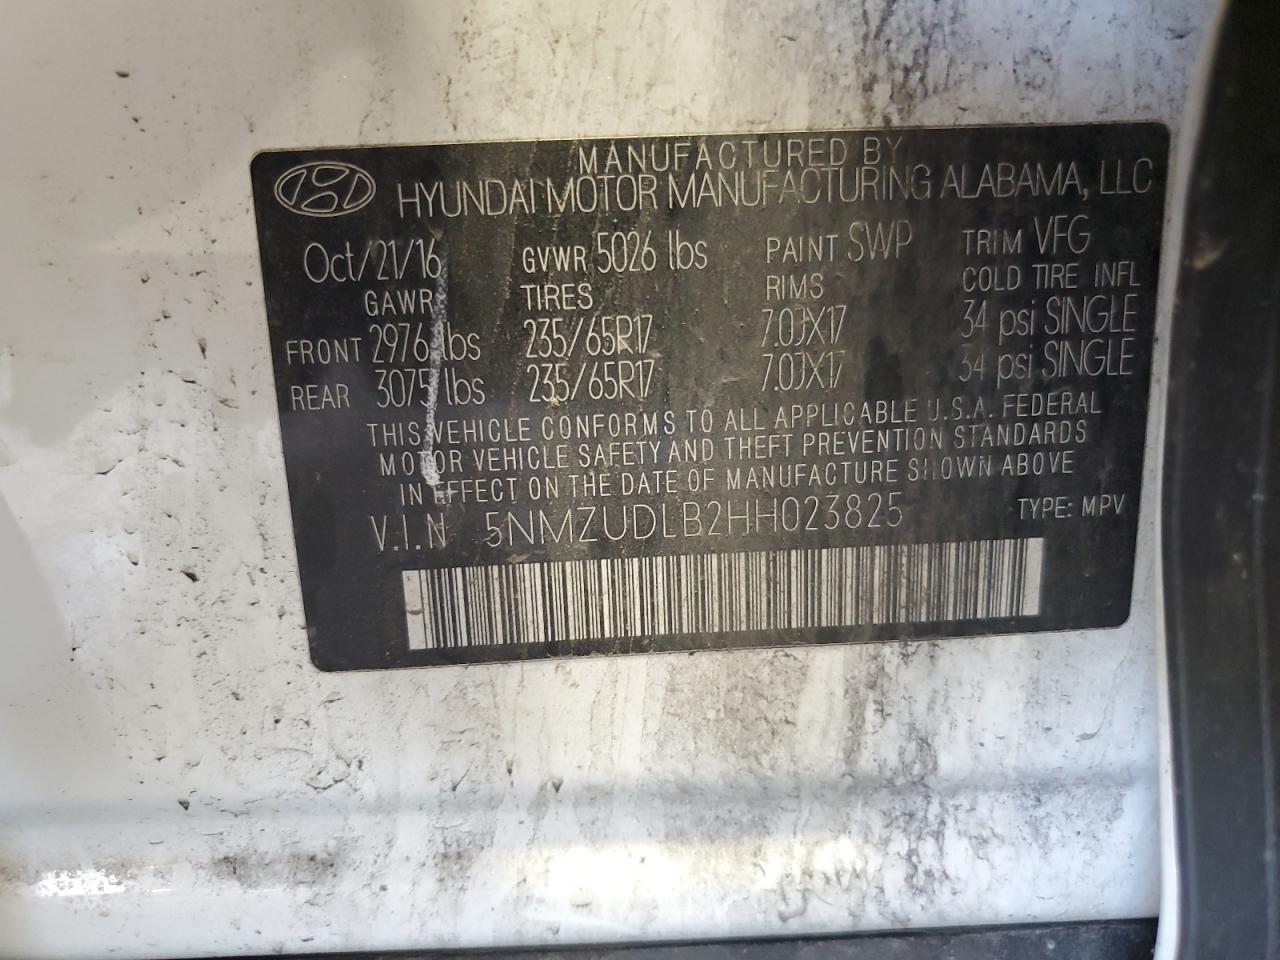 MANUFACTURED BY
HYUNDAI MOTOR MANUFACTURING ALABAMA, LLC
Oct/21/16 GVWR 5026 lbs PAINT SWP TRIM VFG
GAWR TIRES RIMS COLD TIRE INFL
FRONT 2976 lbs 235/65R17 7.0JX17 34 psi SINGLE
REAR 3075 lbs 235/65R17 7.0JX17 34 psi SINGLE
THIS VEHICLE CONFORMS TO ALL APPLICABLE U.S.A. FEDERAL
MOTOR VEHICLE SAFETY AND THEFT PREVENTION STANDARDS
IN EFFECT ON THE DATE OF MANUFACTURE SHOWN ABOVE
V.I.N 5NMZUDLB2HH023825 TYPE: MPV